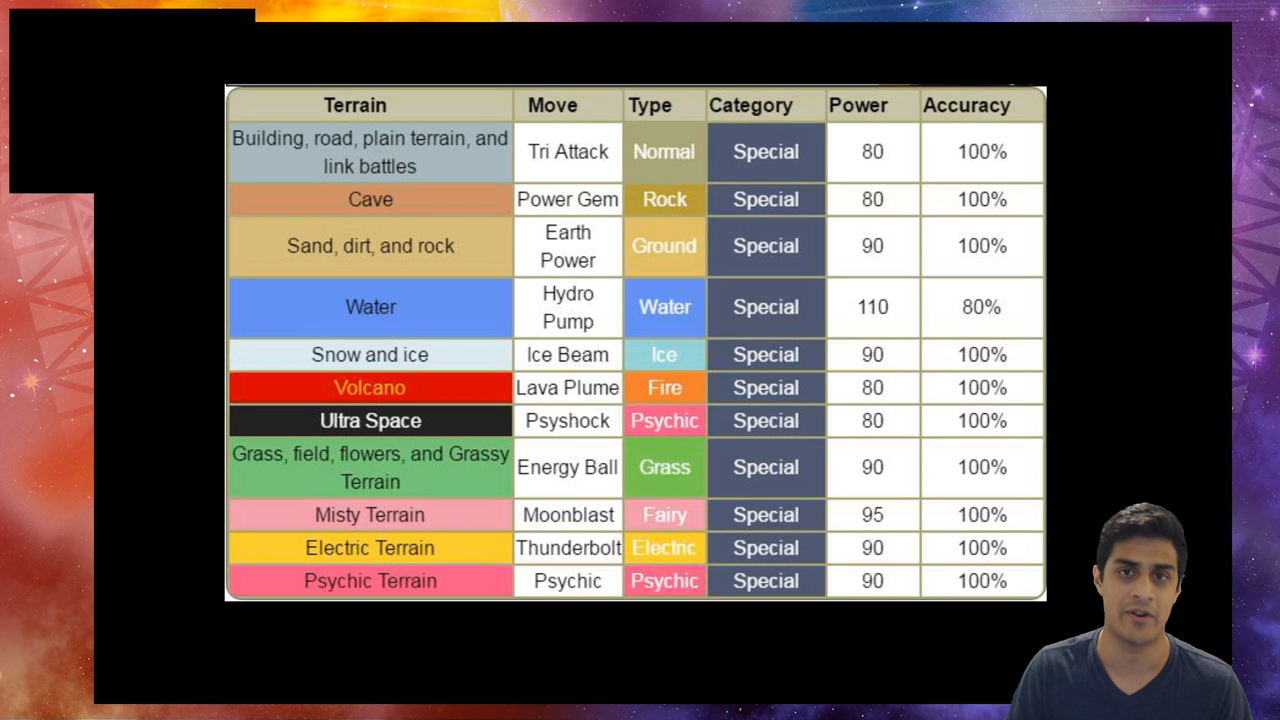 Terrain Move Type Category Power Accuracy
Building, road, plain terrain, and
link battles Tri Attack Normal Special 80 100%
Cave Power Gem Rock Special 80 100%
Sand, dirt, and rock Earth
Power Ground Special 90 100%
Water Hydro
Pump Water Special 110 80%
Snow and ice Ice Beam Ice Special 90 100%
Volcano Lava Plume Fire Special 80 100%
Ultra Space Psyshock Psychic Special 80 100%
Grass, field, flowers, and Grassy
Terrain Energy Ball Grass Special 90 100%
Misty Terrain Moonblast Fairy Special 95 100%
Electric Terrain Thunderbolt Electric Special 90 100%
Psychic Terrain Psychic Psychic Special 90 100%